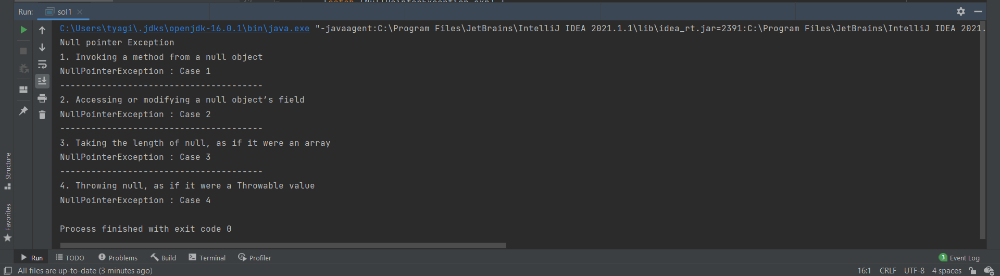 catch (NullPointerException exp) {
Run: sol1
C:\Users\tyagi\.jdks\openjdk-16.0.1\bin\java.exe "-javaagent:C:\Program Files\JetBrains\IntelliJ IDEA 2021.1.1\lib\idea_rt.jar=2391:C:\Program Files\JetBrains\IntelliJ IDEA 2021.
Null pointer Exception
1. Invoking a method from a null object
NullPointerException : Case 1
---------------------------------------
2. Accessing or modifying a null object’s field
NullPointerException : Case 2
---------------------------------------
3. Taking the length of null, as if it were an array
NullPointerException : Case 3
---------------------------------------
4. Throwing null, as if it were a Throwable value
NullPointerException : Case 4
Process finished with exit code 0
Structure
Favorites
Run TODO Problems Build Terminal Profiler 3 Event Log
All files are up-to-date (3 minutes ago) 16:1 CRLF UTF-8 4 spaces